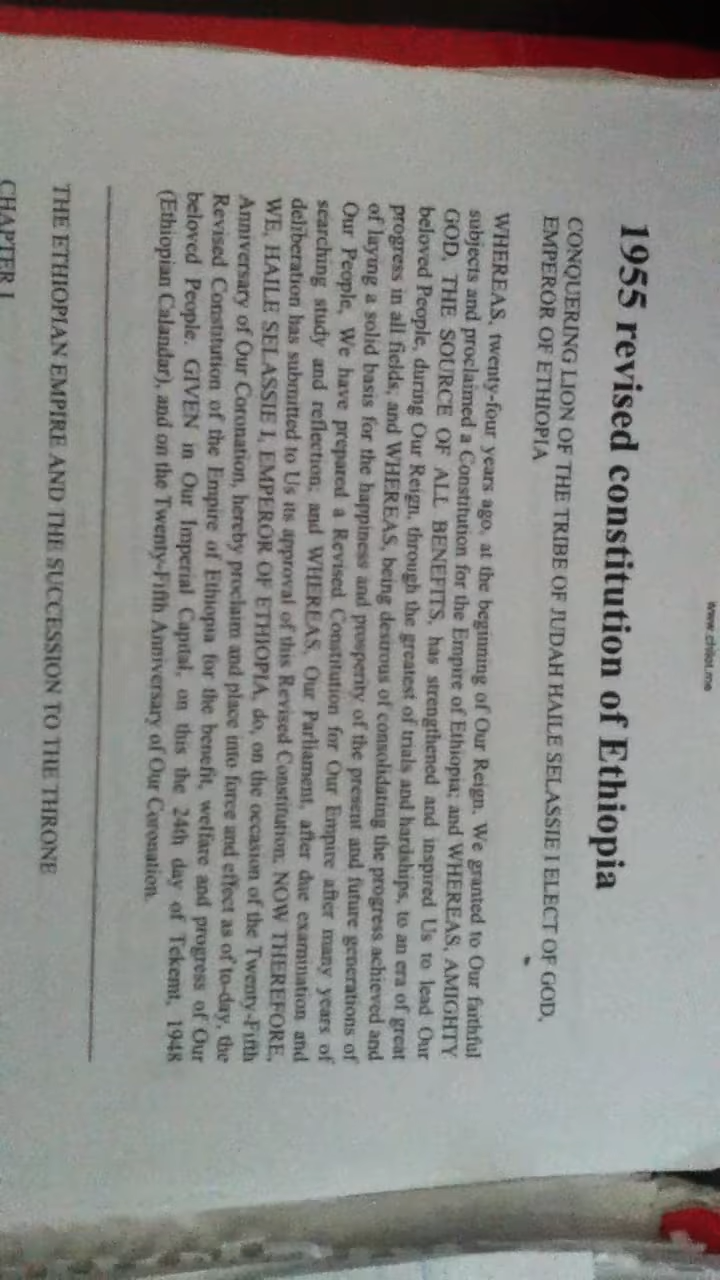 www.chilot.me
1955 revised constitution of Ethiopia
CONQUERING LION OF THE TRIBE OF JUDAH HAILE SELASSIE I ELECT OF GOD,
EMPEROR OF ETHIOPIA
WHEREAS, twenty-four years ago, at the beginning of Our Reign, We granted to Our faithful
subjects and proclaimed a Constitution for the Empire of Ethiopia; and WHEREAS, AMIGHTY
GOD, THE SOURCE OF ALL BENEFITS, has strengthened and inspired Us to lead Our
beloved People, during Our Reign, through the greatest of trials and hardships, to an era of great
progress in all fields; and WHEREAS, being desirous of consolidating the progress achieved and
of laying a solid basis for the happiness and prosperity of the present and future generations of
Our People, We have prepared a Revised Constitution for Our Empire after many years of
searching study and reflection; and WHEREAS, Our Parliament, after due examination and
deliberation has submitted to Us its approval of this Revised Constitution; NOW THEREFORE,
WE, HAILE SELASSIE I, EMPEROR OF ETHIOPIA, do, on the occasion of the Twenty-Fifth
Anniversary of Our Coronation, hereby proclaim and place into force and effect as of to-day, the
Revised Constitution of the Empire of Ethiopia for the benefit, welfare and progress of Our
beloved People. GIVEN in Our Imperial Capital, on this the 24th day of Tekemt, 1948
(Ethiopian Calandar), and on the Twenty-Fifth Anniversary of Our Coronation.
THE ETHIOPIAN EMPIRE AND THE SUCCESSION TO THE THRONE
CHAPTER I